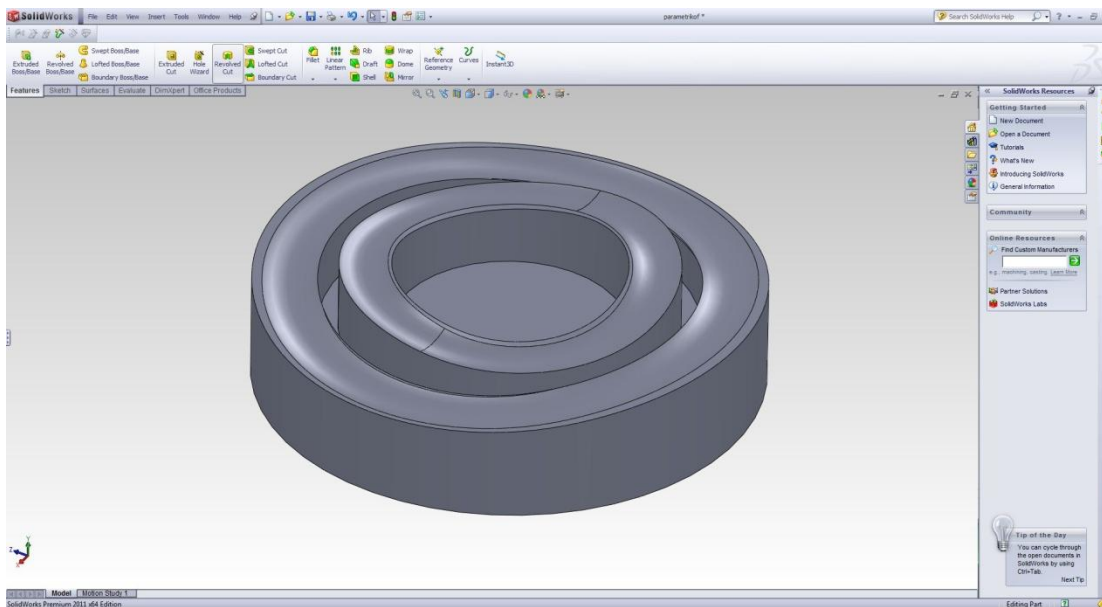 SolidWorks File Edit View Insert Tools Window Help parametrikof * Search SolidWorks Help
Extruded Boss/Base Revolved Boss/Base Swept Boss/Base Lofted Boss/Base Boundary Boss/Base Extruded Cut Hole Wizard Revolved Cut Swept Cut Lofted Cut Boundary Cut Fillet Linear Pattern Rib Draft Shell Wrap Dome Mirror Reference Geometry Curves Instant3D
Features Sketch Surfaces Evaluate DimXpert Office Products
SolidWorks Resources
Getting Started
New Document
Open a Document
Tutorials
What's New
Introducing SolidWorks
General Information
Community
Online Resources
Find Custom Manufacturers
e.g., machining, casting. Learn More
Partner Solutions
SolidWorks Labs
Tip of the Day
You can cycle through
the open documents in
SolidWorks by using
Ctrl+Tab.
Next Tip
Y
Z
X
Model Motion Study 1
SolidWorks Premium 2011 x64 Edition Editing Part